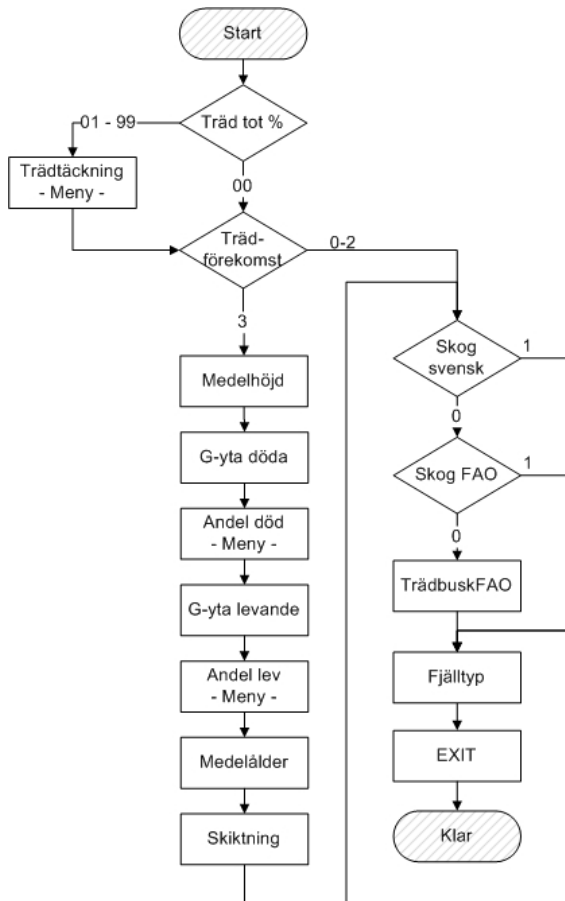 Start
Träd tot %
01 - 99
Trädtäckning
- Meny -
00
Träd-
förekomst
0-2
3
Medelhöjd
G-yta döda
Andel död
- Meny -
G-yta levande
Andel lev
- Meny -
Medelålder
Skiktning
Skog
svensk
1
0
Skog FAO
1
0
TrädbuskFAO
Fjälltyp
EXIT
Klar